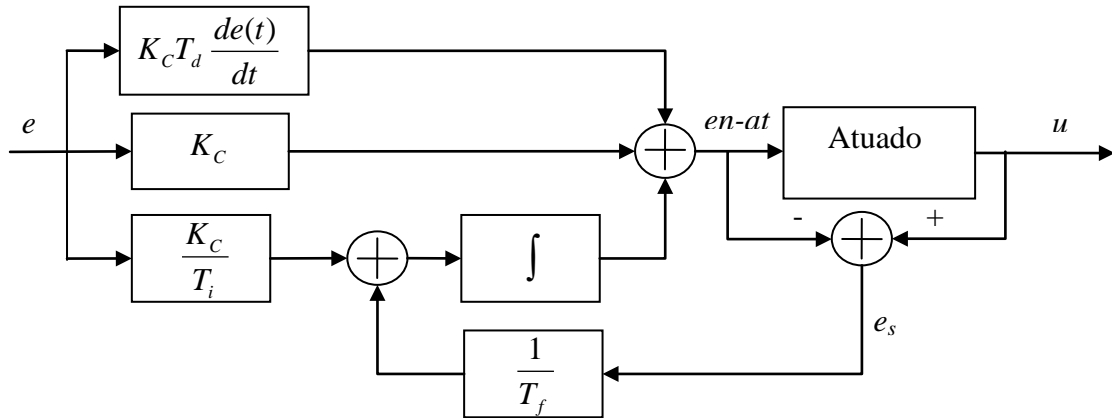 K_C T_d de(t)/dt
e
K_C
en-at
Atuado
u
K_C/T_i
∫
-
+
1/T_f
e_s